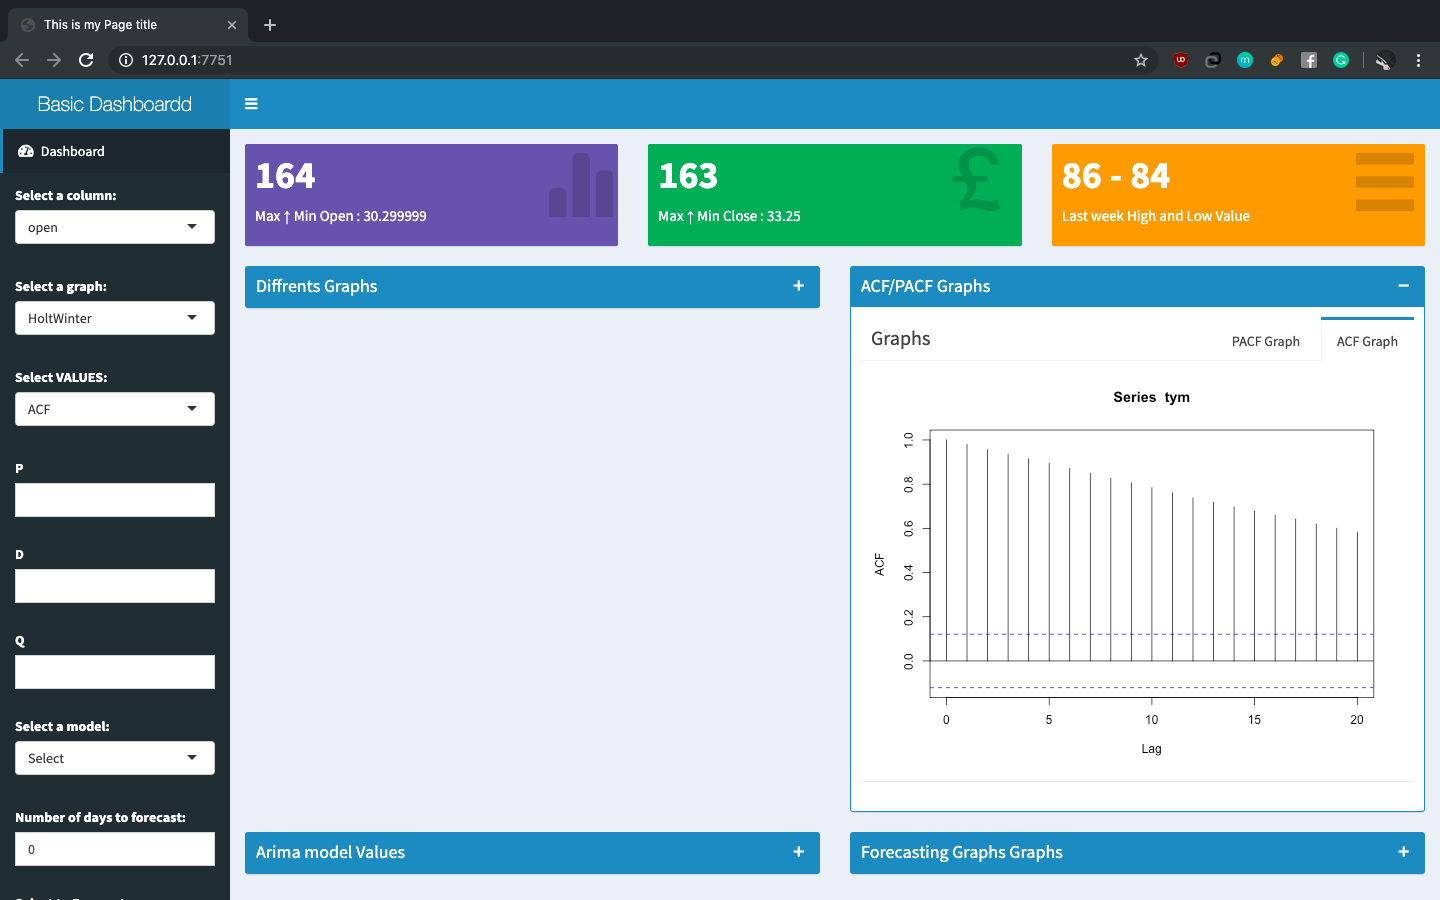 This is my Page title
127.0.0.1:7751
Basic Dashboardd
Dashboard
Select a column:
open
Select a graph:
HoltWinter
Select VALUES:
ACF
P
D
Q
Select a model:
Select
Number of days to forecast:
0
164
Max ↑ Min Open : 30.299999
163
Max ↑ Min Close : 33.25
86 - 84
Last week High and Low Value
Diffrents Graphs
ACF/PACF Graphs
Graphs
PACF Graph
ACF Graph
Series tym
ACF
1.0
0.8
0.6
0.4
0.2
0.0
0 5 10 15 20
Lag
Arima model Values
Forecasting Graphs Graphs